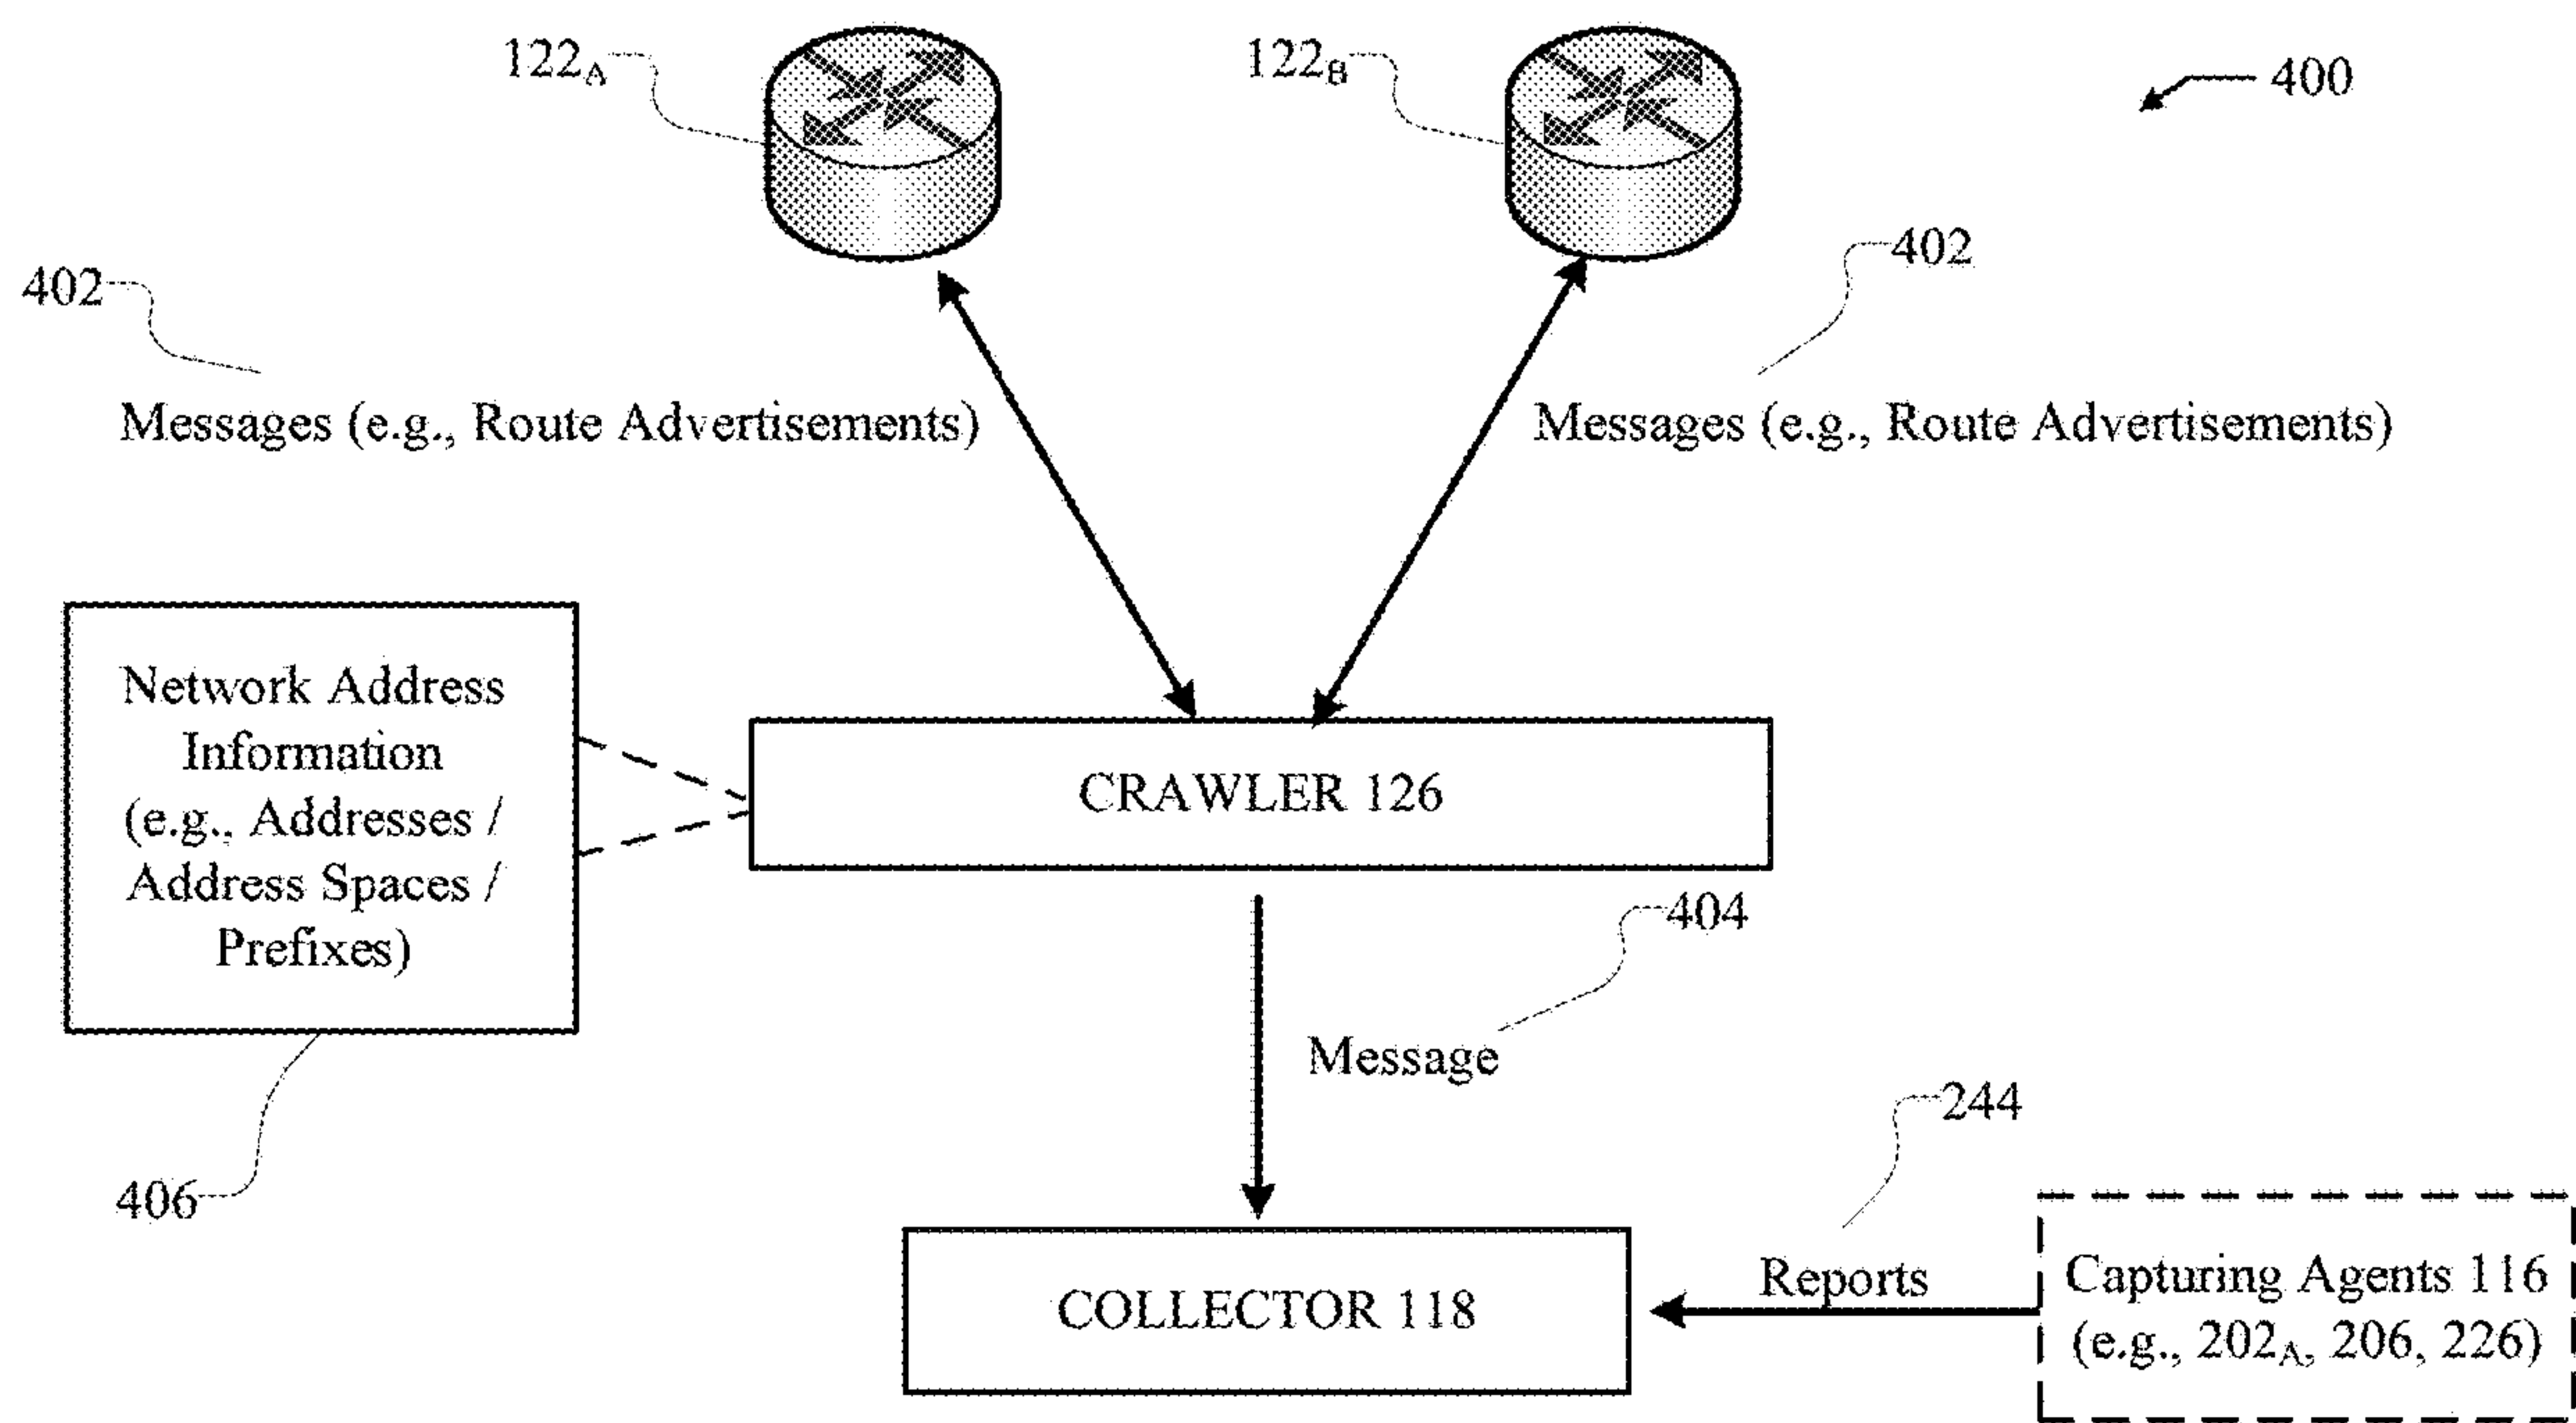 122A
122B
400
402
402
Messages (e.g., Route Advertisements)
Messages (e.g., Route Advertisements)
Network Address
Information
(e.g., Addresses /
Address Spaces /
Prefixes)
CRAWLER 126
404
Message
406
244
Reports
COLLECTOR 118
Capturing Agents 116
(e.g., 202A, 206, 226)